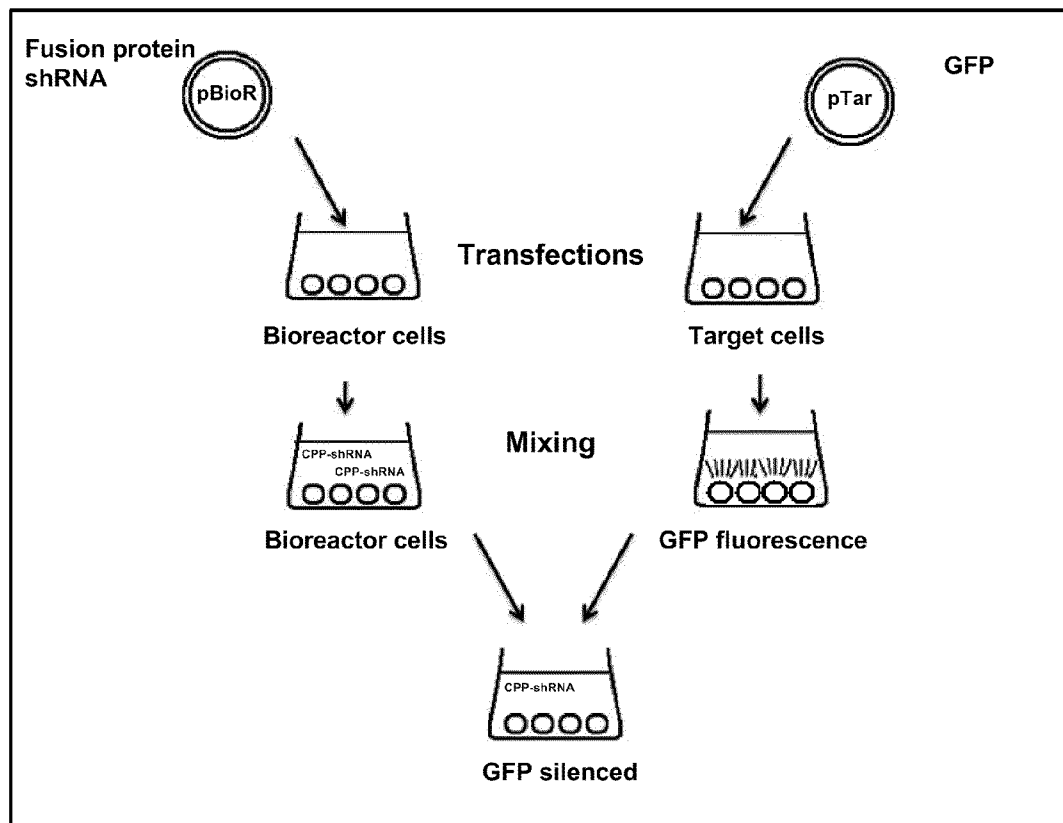 Fusion protein
shRNA
pBioR
GFP
pTar
Transfections
Bioreactor cells
Target cells
Mixing
CPP-shRNA
CPP-shRNA
Bioreactor cells
GFP fluorescence
CPP-shRNA
GFP silenced